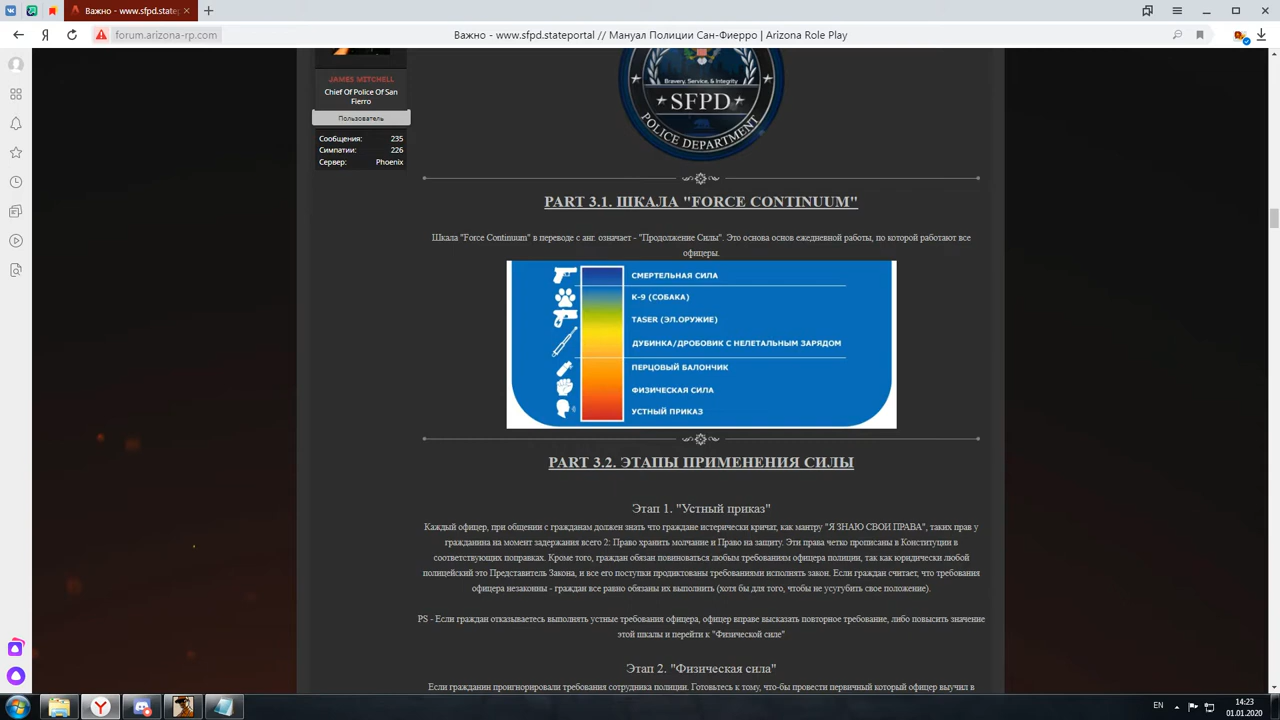 Важно - www.sfpd.statep
forum.arizona-rp.com
Важно - www.sfpd.stateportal // Мануал Полиции Сан-Фиерро | Arizona Role Play
JAMES MITCHELL
Chief Of Police Of San
Fierro
Пользователь
Сообщения: 235
Симпатии: 226
Сервер: Phoenix
Bravery, Service, & Integrity
SFPD
POLICE DEPARTMENT
PART 3.1. ШКАЛА "FORCE CONTINUUM"
Шкала "Force Continuum" в переводе с анг. означает - "Продолжение Силы". Это основа основ ежедневной работы, по которой работают все
офицеры.
СМЕРТЕЛЬНАЯ СИЛА
К-9 (СОБАКА)
TASER (ЭЛ.ОРУЖИЕ)
ДУБИНКА/ДРОБОВИК С НЕЛЕТАЛЬНЫМ ЗАРЯДОМ
ПЕРЦОВЫЙ БАЛОНЧИК
ФИЗИЧЕСКАЯ СИЛА
УСТНЫЙ ПРИКАЗ
PART 3.2. ЭТАПЫ ПРИМЕНЕНИЯ СИЛЫ
Этап 1. "Устный приказ"
Каждый офицер, при общении с гражданам должен знать что граждане истерически кричат, как мантру "Я ЗНАЮ СВОИ ПРАВА", таких прав у
гражданина на момент задержания всего 2: Право хранить молчание и Право на защиту. Эти права четко прописаны в Конституции в
соответствующих поправках. Кроме того, граждан обязан повиноваться любым требованиям офицера полиции, так как юридически любой
полицейский это Представитель Закона, и все его поступки продиктованы требованиями исполнять закон. Если граждан считает, что требования
офицера незаконны - граждан все равно обязаны их выполнить (хотя бы для того, чтобы не усугубить свое положение).
PS - Если граждан отказываетесь выполнять устные требования офицера, офицер вправе высказать повторное требование, либо повысить значение
этой шкалы и перейти к "Физической силе"
Этап 2. "Физическая сила"
Если гражданин проигнорировали требования сотрудника полиции. Готовьтесь к тому, что-бы провести первичный который офицер выучил в
EN
14:23
01.01.2020